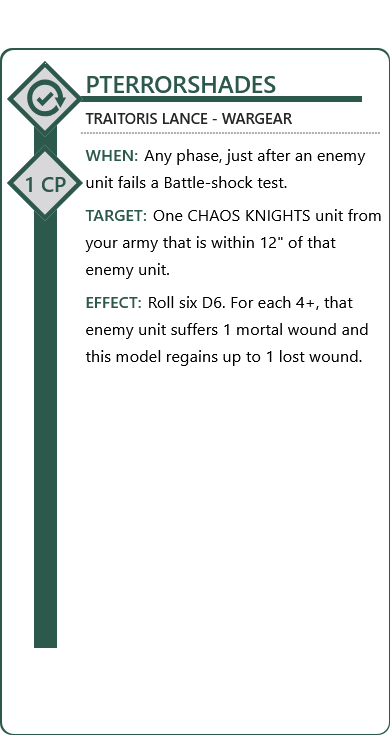 PTERRORSHADES
TRAITORIS LANCE - WARGEAR
1 CP
WHEN: Any phase, just after an enemy
unit fails a Battle-shock test.
TARGET: One CHAOS KNIGHTS unit from
your army that is within 12" of that
enemy unit.
EFFECT: Roll six D6. For each 4+, that
enemy unit suffers 1 mortal wound and
this model regains up to 1 lost wound.